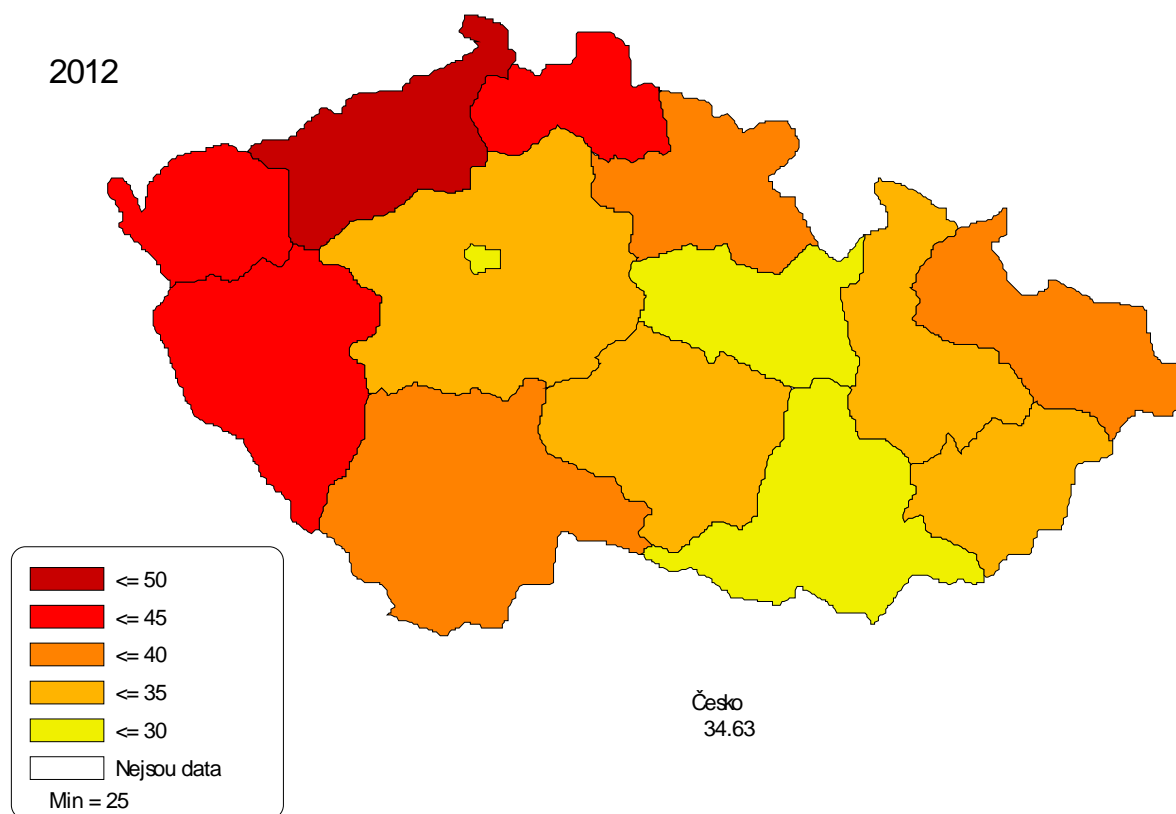 2012
<= 50
<= 45
<= 40
<= 35
<= 30
Nejsou data
Min = 25
Česko
34.63